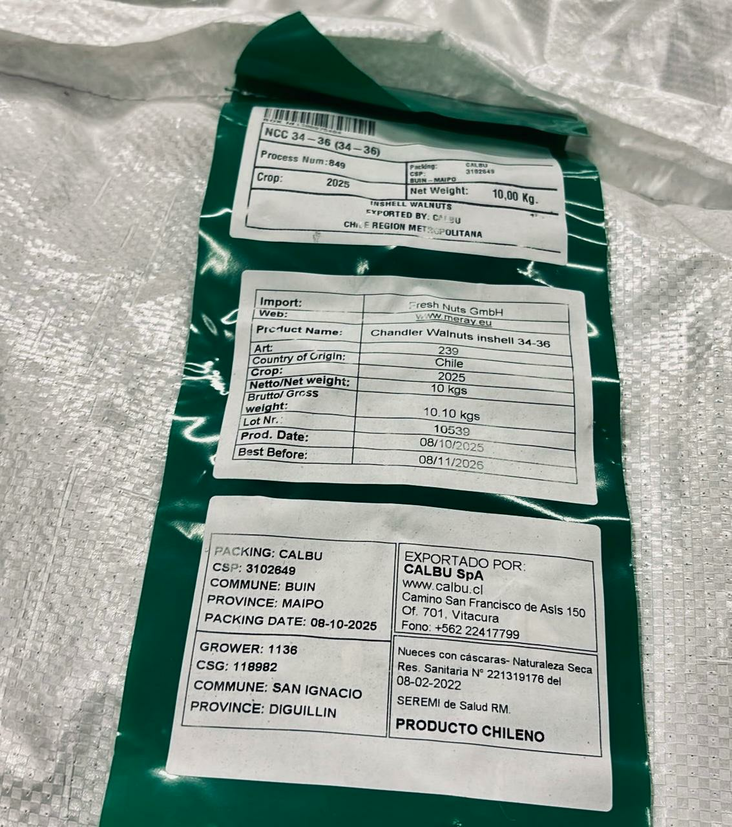 NCC 34 – 36 (34 – 36)
Process Num:849
Packing: CALBU
CSP: 3102649
BUIN - MAIPO
Crop: 2025
Net Weight: 10,00 Kg.
INSHELL WALNUTS
EXPORTED BY: CALBU
CHILE REGION METROPOLITANA
Import: Fresh Nuts GmbH
Web: www.meray.eu
Product Name: Chandler Walnuts inshell 34-36
Art: 239
Country of Origin: Chile
Crop: 2025
Netto/Net weight: 10 kgs
Brutto/ Gross
weight: 10.10 kgs
Lot Nr.: 10539
Prod. Date: 08/10/2025
Best Before: 08/11/2026
PACKING: CALBU
CSP: 3102649
COMMUNE: BUIN
PROVINCE: MAIPO
PACKING DATE: 08-10-2025
GROWER: 1136
CSG: 118982
COMMUNE: SAN IGNACIO
PROVINCE: DIGUILLIN
EXPORTADO POR:
CALBU SpA
www.calbu.cl
Camino San Francisco de Asis 150
Of. 701, Vitacura
Fono: +562 22417799
Nueces con cáscaras- Naturaleza Seca
Res. Sanitaria N° 221319176 del
08-02-2022
SEREMI de Salud RM.
PRODUCTO CHILENO